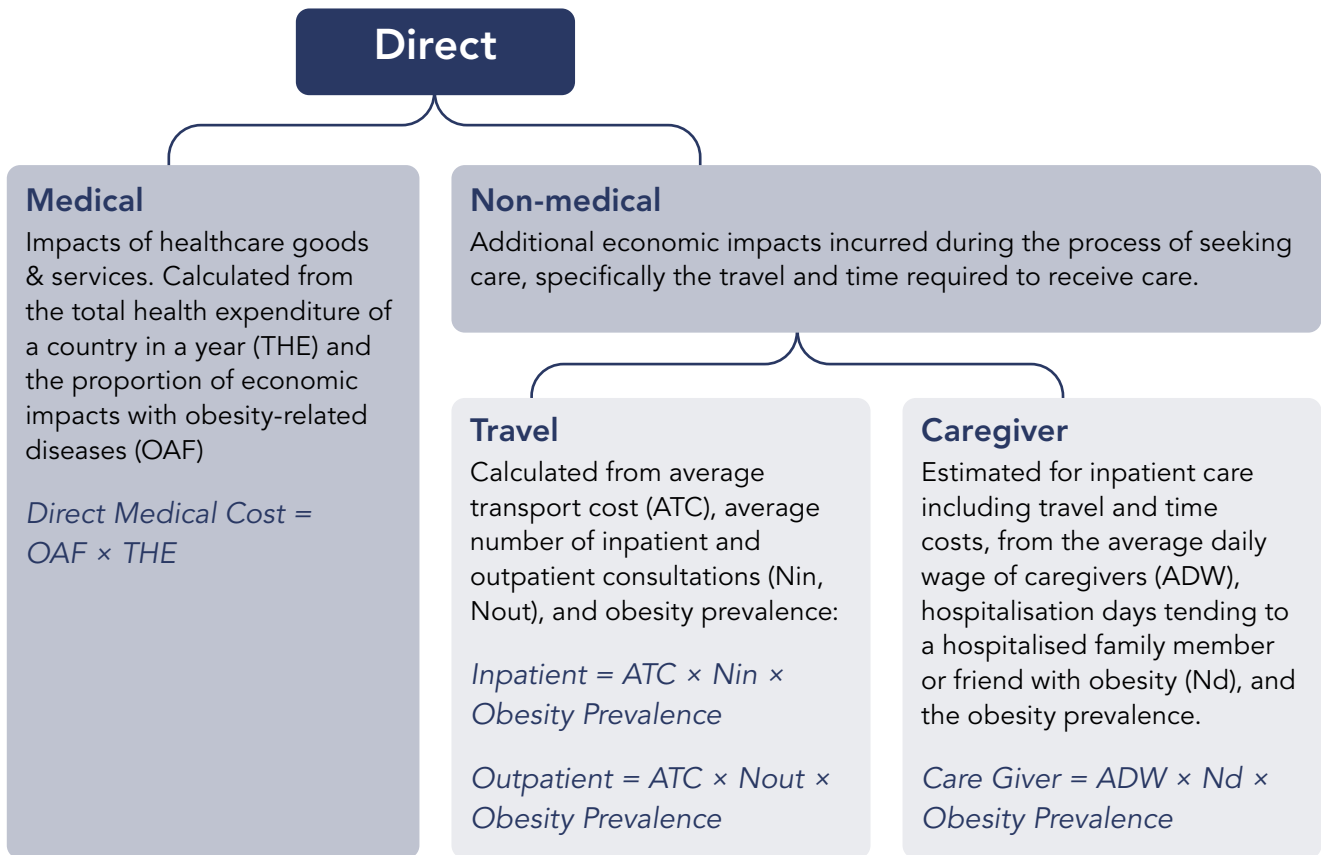 Direct
Medical
Impacts of healthcare goods
& services. Calculated from
the total health expenditure of
a country in a year (THE) and
the proportion of economic
impacts with obesity-related
diseases (OAF)
Direct Medical Cost =
OAF × THE
Non-medical
Additional economic impacts incurred during the process of seeking
care, specifically the travel and time required to receive care.
Travel
Calculated from average
transport cost (ATC), average
number of inpatient and
outpatient consultations (Nin,
Nout), and obesity prevalence:
Inpatient = ATC × Nin ×
Obesity Prevalence
Outpatient = ATC × Nout ×
Obesity Prevalence
Caregiver
Estimated for inpatient care
including travel and time
costs, from the average daily
wage of caregivers (ADW),
hospitalisation days tending to
a hospitalised family member
or friend with obesity (Nd), and
the obesity prevalence.
Care Giver = ADW × Nd ×
Obesity Prevalence